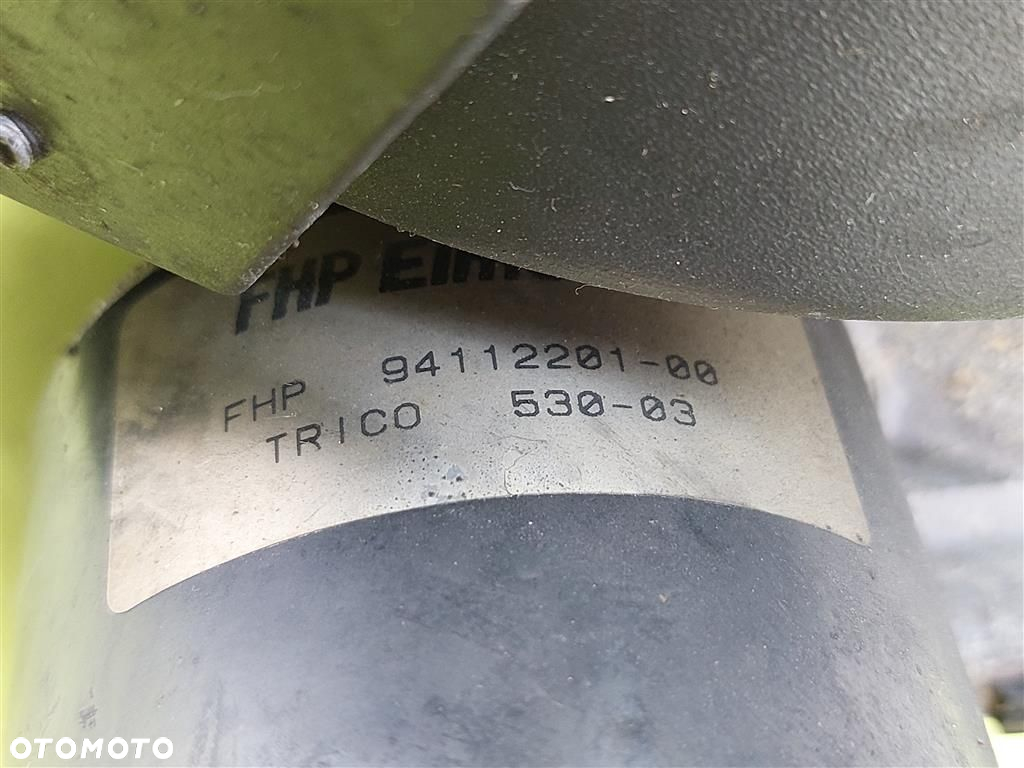 FHP
FHP 94112201-00
TRICO 530-03
OTOMOTO